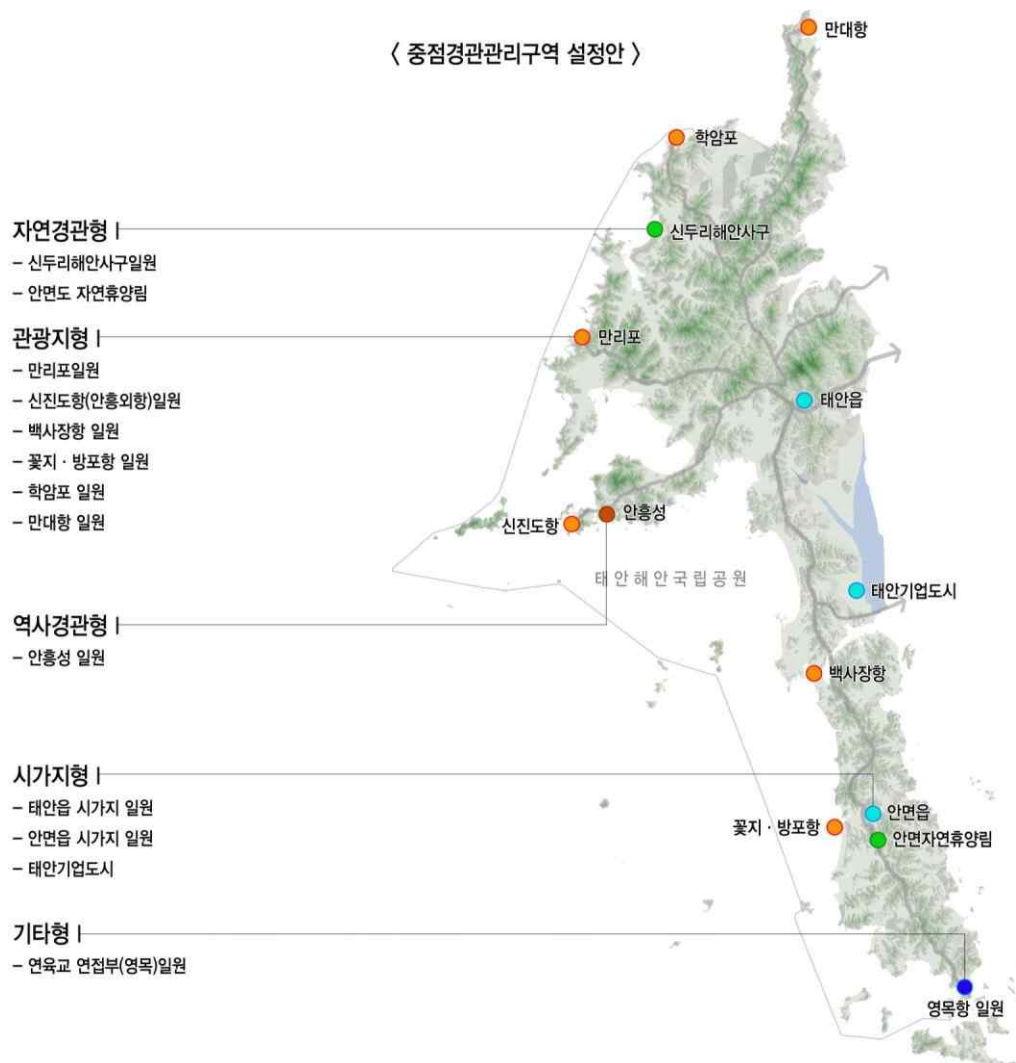 〈 중점경관관리구역 설정안 〉
만대항
학암포
자연경관형
신두리해안사구
– 신두리해안사구일원
– 안면도 자연휴양림
관광지형
만리포
– 만리포일원
– 신진도항(안흥외항)일원
태안읍
– 백사장항 일원
– 꽃지 · 방포항 일원
– 학암포 일원
– 만대항 일원
안흥성
신진도항
태안해안국립공원
태안기업도시
역사경관형
– 안흥성 일원
백사장항
시가지형
– 태안읍 시가지 일원
– 안면읍 시가지 일원
– 태안기업도시
안면읍
꽃지 · 방포항
안면자연휴양림
기타형
– 연육교 연접부(영목)일원
영목항 일원